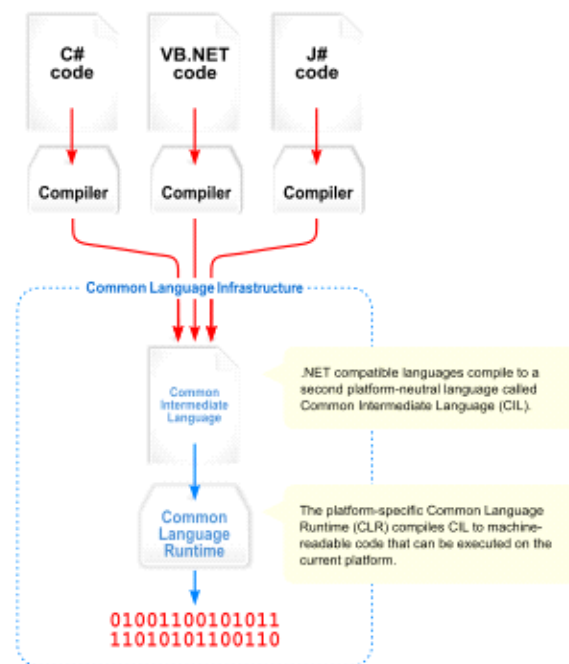 C#
code
VB.NET
code
J#
code
Compiler
Compiler
Compiler
Common Language Infrastructure
Common
Intermediate
Language
.NET compatible languages compile to a
second platform-neutral language called
Common Intermediate Language (CIL).
Common
Language
Runtime
The platform-specific Common Language
Runtime (CLR) compiles CIL to machine-
readable code that can be executed on the
current platform.
01001100101011
11010101100110